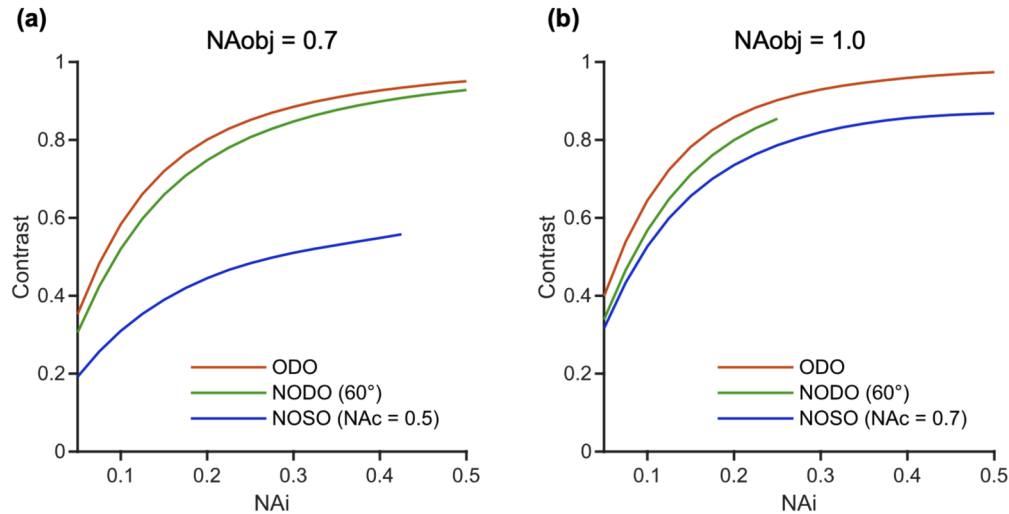 (a)
NAobj = 0.7
1
0.8
0.6
0.4
0.2
0
Contrast
0.1
0.2
0.3
0.4
0.5
NAi
ODO
NODO (60°)
NOSO (NAc = 0.5)
(b)
NAobj = 1.0
1
0.8
0.6
0.4
0.2
0
Contrast
0.1
0.2
0.3
0.4
0.5
NAi
ODO
NODO (60°)
NOSO (NAc = 0.7)